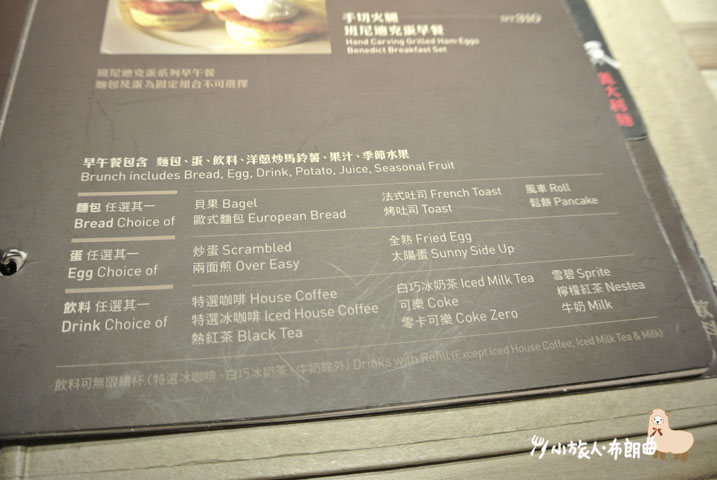 手切火腿
班尼迪克蛋早餐
Hand Carving Grilled Ham Eggs
Benedict Breakfast Set
NT 310
班尼迪克蛋系列早午餐
麵包及蛋為固定組合不可選擇
義大利麵
早午餐包含 麵包、蛋、飲料、洋蔥炒馬鈴薯、果汁、季節水果
Brunch includes Bread, Egg, Drink, Potato, Juice, Seasonal Fruit
麵包 任選其一
Bread Choice of
貝果 Bagel
歐式麵包 European Bread
法式吐司 French Toast
烤吐司 Toast
風車 Roll
鬆餅 Pancake
蛋 任選其一
Egg Choice of
炒蛋 Scrambled
兩面煎 Over Easy
全熟 Fried Egg
太陽蛋 Sunny Side Up
飲料 任選其一
Drink Choice of
特選咖啡 House Coffee
特選冰咖啡 Iced House Coffee
熱紅茶 Black Tea
白巧冰奶茶 Iced Milk Tea
可樂 Coke
零卡可樂 Coke Zero
雪碧 Sprite
檸檬紅茶 Nestea
牛奶 Milk
飲料
飲料可無限續杯（特選冰咖啡、白巧冰奶茶、牛奶除外）Drinks with Refill (Except Iced House Coffee, Iced Milk Tea & Milk)
小旅人·布朗曲